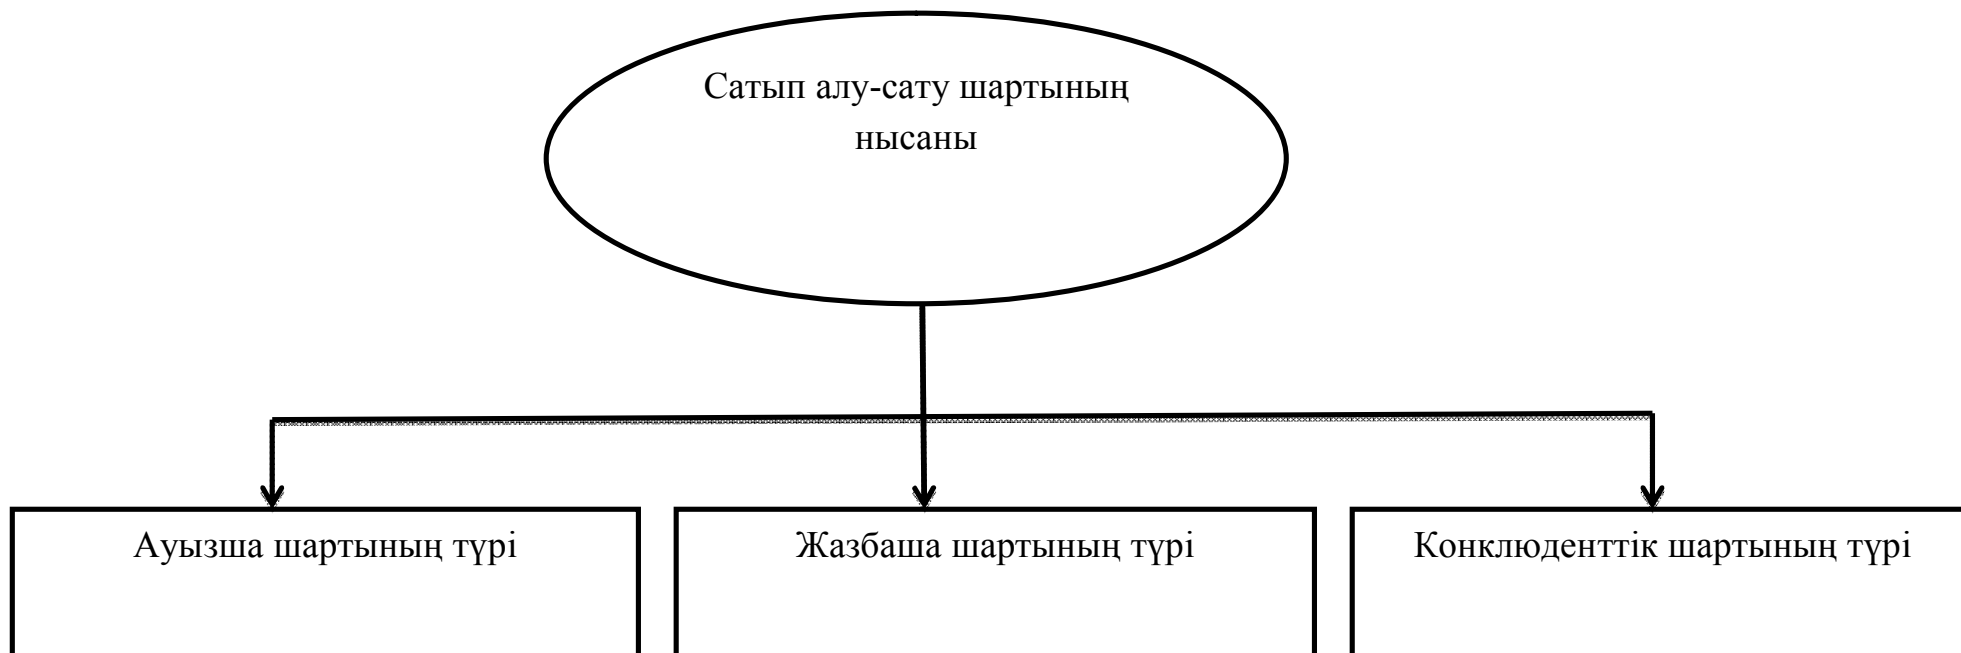 Сатып алу-сату шартының
нысаны
Ауызша шартының түрі
Жазбаша шартының түрі
Конклюденттік шартының түрі